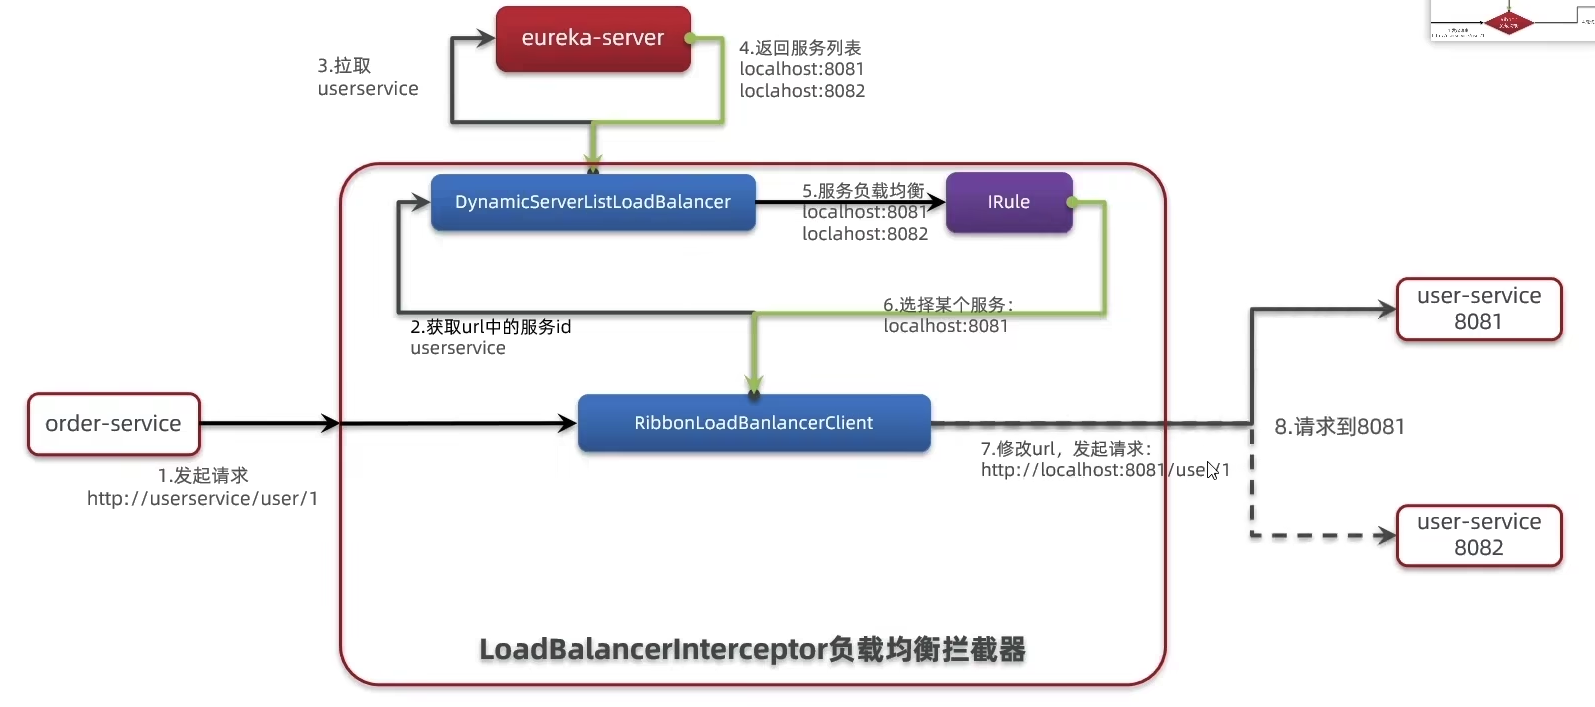 eureka-server
3.拉取
userservice
4.返回服务列表
localhost:8081
loclahost:8082
DynamicServerListLoadBalancer
5.服务负载均衡
localhost:8081
loclahost:8082
IRule
6.选择某个服务：
localhost:8081
2.获取url中的服务id
userservice
user-service
8081
order-service
RibbonLoadBanlancerClient
8.请求到8081
1.发起请求
http://userservice/user/1
7.修改url，发起请求：
http://localhost:8081/user/1
user-service
8082
LoadBalancerInterceptor负载均衡拦截器